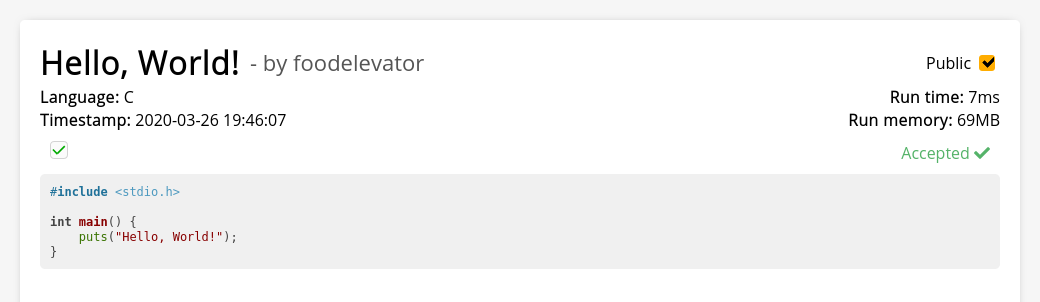 Hello, World! - by foodelevator
Public
Language: C
Run time: 7ms
Timestamp: 2020-03-26 19:46:07
Run memory: 69MB
Accepted
#include <stdio.h>
int main() {
    puts("Hello, World!");
}